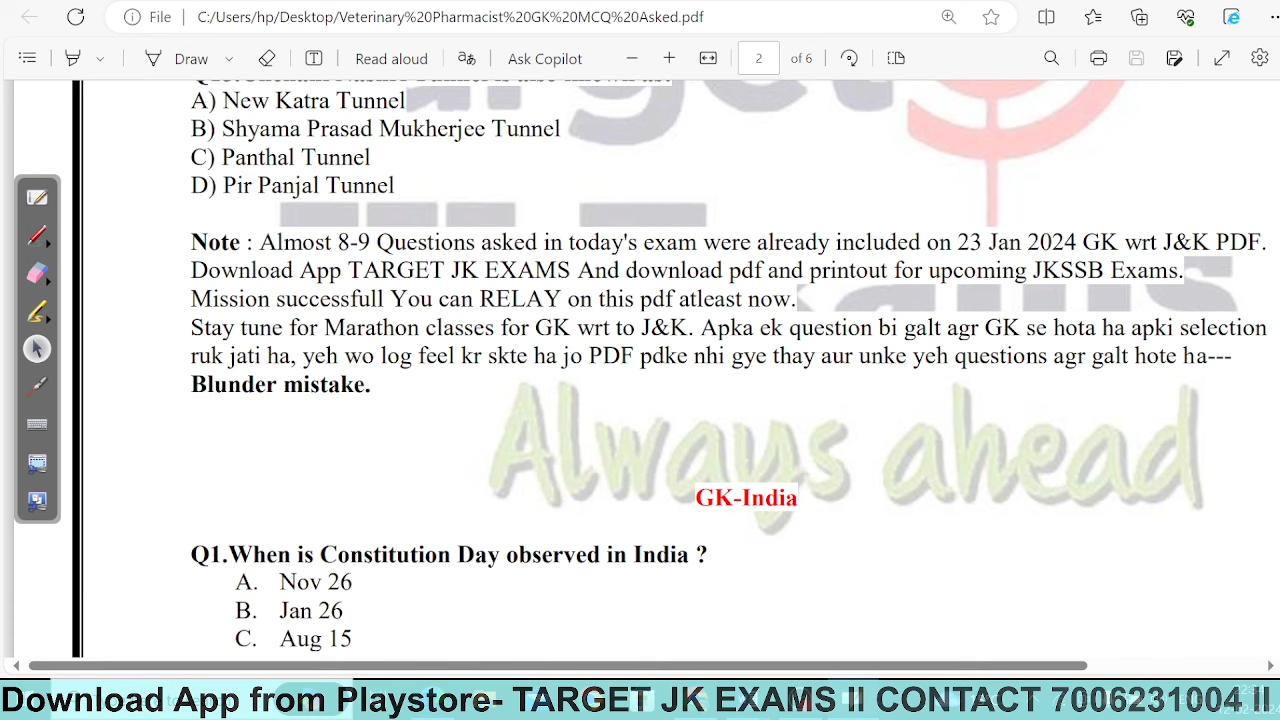 File C:/Users/hp/Desktop/Veterinary%20Pharmacist%20GK%20MCQ%20Asked.pdf
Draw Read aloud Ask Copilot 2 of 6
A) New Katra Tunnel
B) Shyama Prasad Mukherjee Tunnel
C) Panthal Tunnel
D) Pir Panjal Tunnel
Note : Almost 8-9 Questions asked in today's exam were already included on 23 Jan 2024 GK wrt J&K PDF.
Download App TARGET JK EXAMS And download pdf and printout for upcoming JKSSB Exams.
Mission successfull You can RELAY on this pdf atleast now.
Stay tune for Marathon classes for GK wrt to J&K. Apka ek question bi galt agr GK se hota ha apki selection
ruk jati ha, yeh wo log feel kr skte ha jo PDF pdke nhi gye thay aur unke yeh questions agr galt hote ha---
Blunder mistake.
Always ahead
GK-India
Q1.When is Constitution Day observed in India ?
A. Nov 26
B. Jan 26
C. Aug 15
Download App from Playstore- TARGET JK EXAMS II CONTACT 7006231004 II